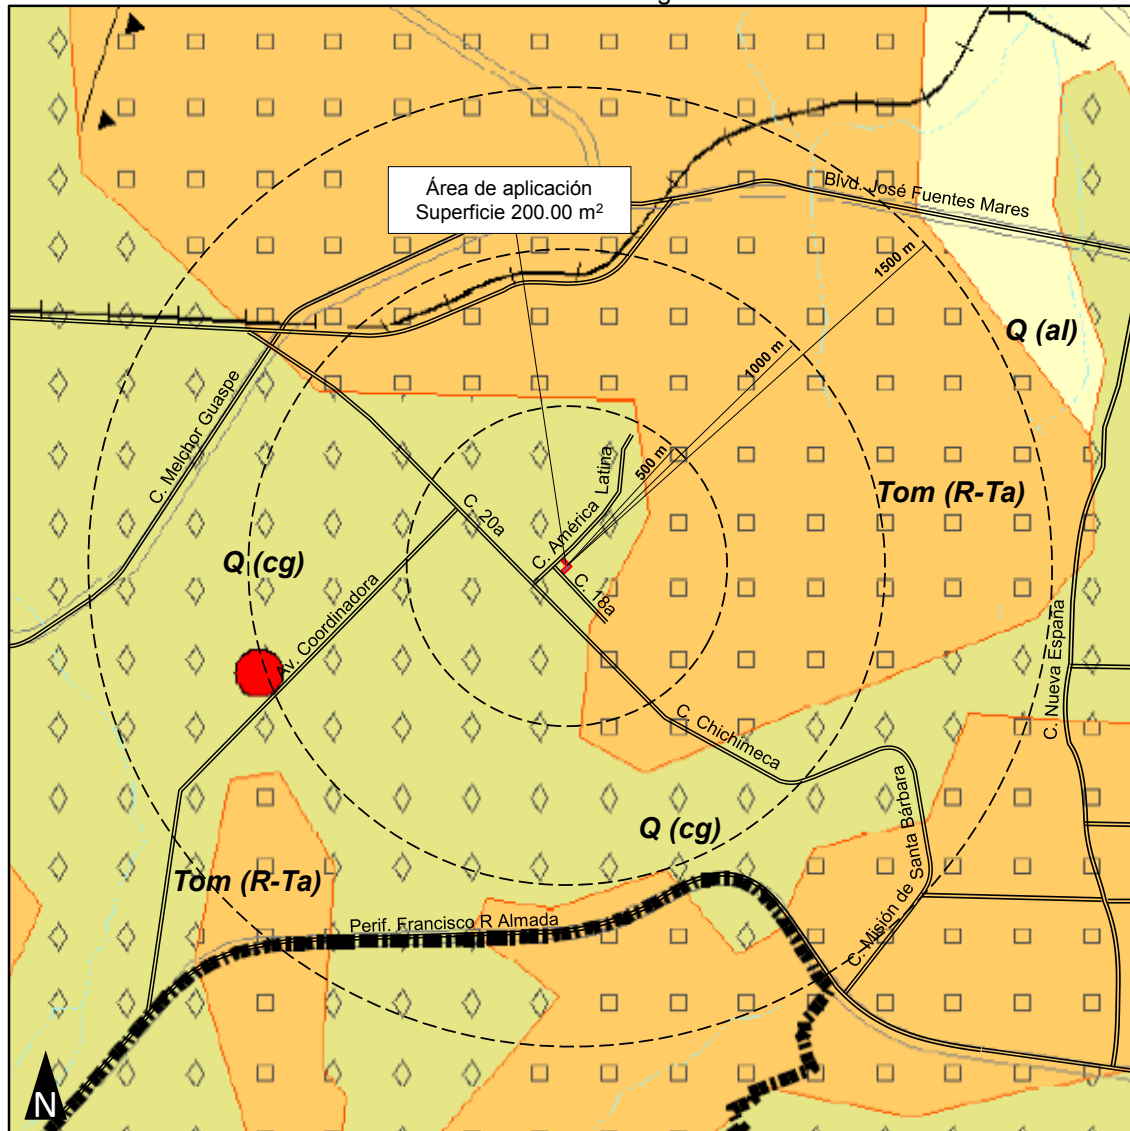 Área de aplicación
Superficie 200.00 m²
Blvd. José Fuentes Mares
1500 m
Q (al)
1000 m
C. Melchor Guaspe
500 m
C. América Latina
Tom (R-Ta)
C. 20a
Q (cg)
C. 18a
Av. Coordinadora
C. Nueva España
C. Chichimeca
Q (cg)
C. Misión de Santa Bárbara
Tom (R-Ta)
Perif. Francisco R Almada
N